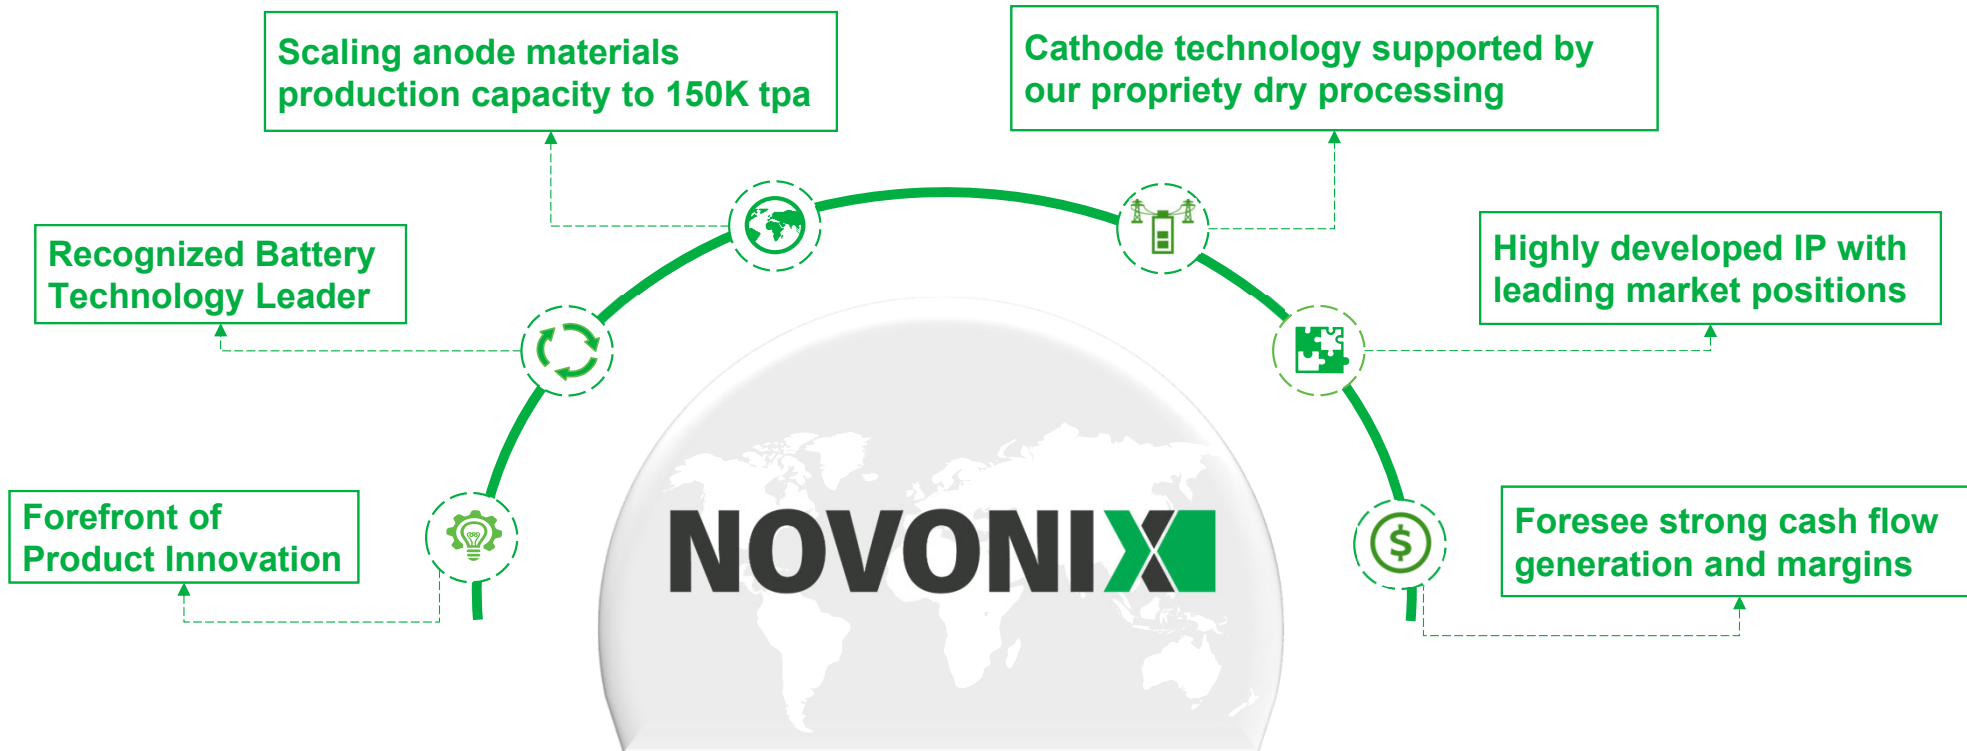 Scaling anode materials
production capacity to 150K tpa
Cathode technology supported by
our propriety dry processing
Recognized Battery
Technology Leader
Highly developed IP with
leading market positions
Forefront of
Product Innovation
NOVONIX
$
Foresee strong cash flow
generation and margins